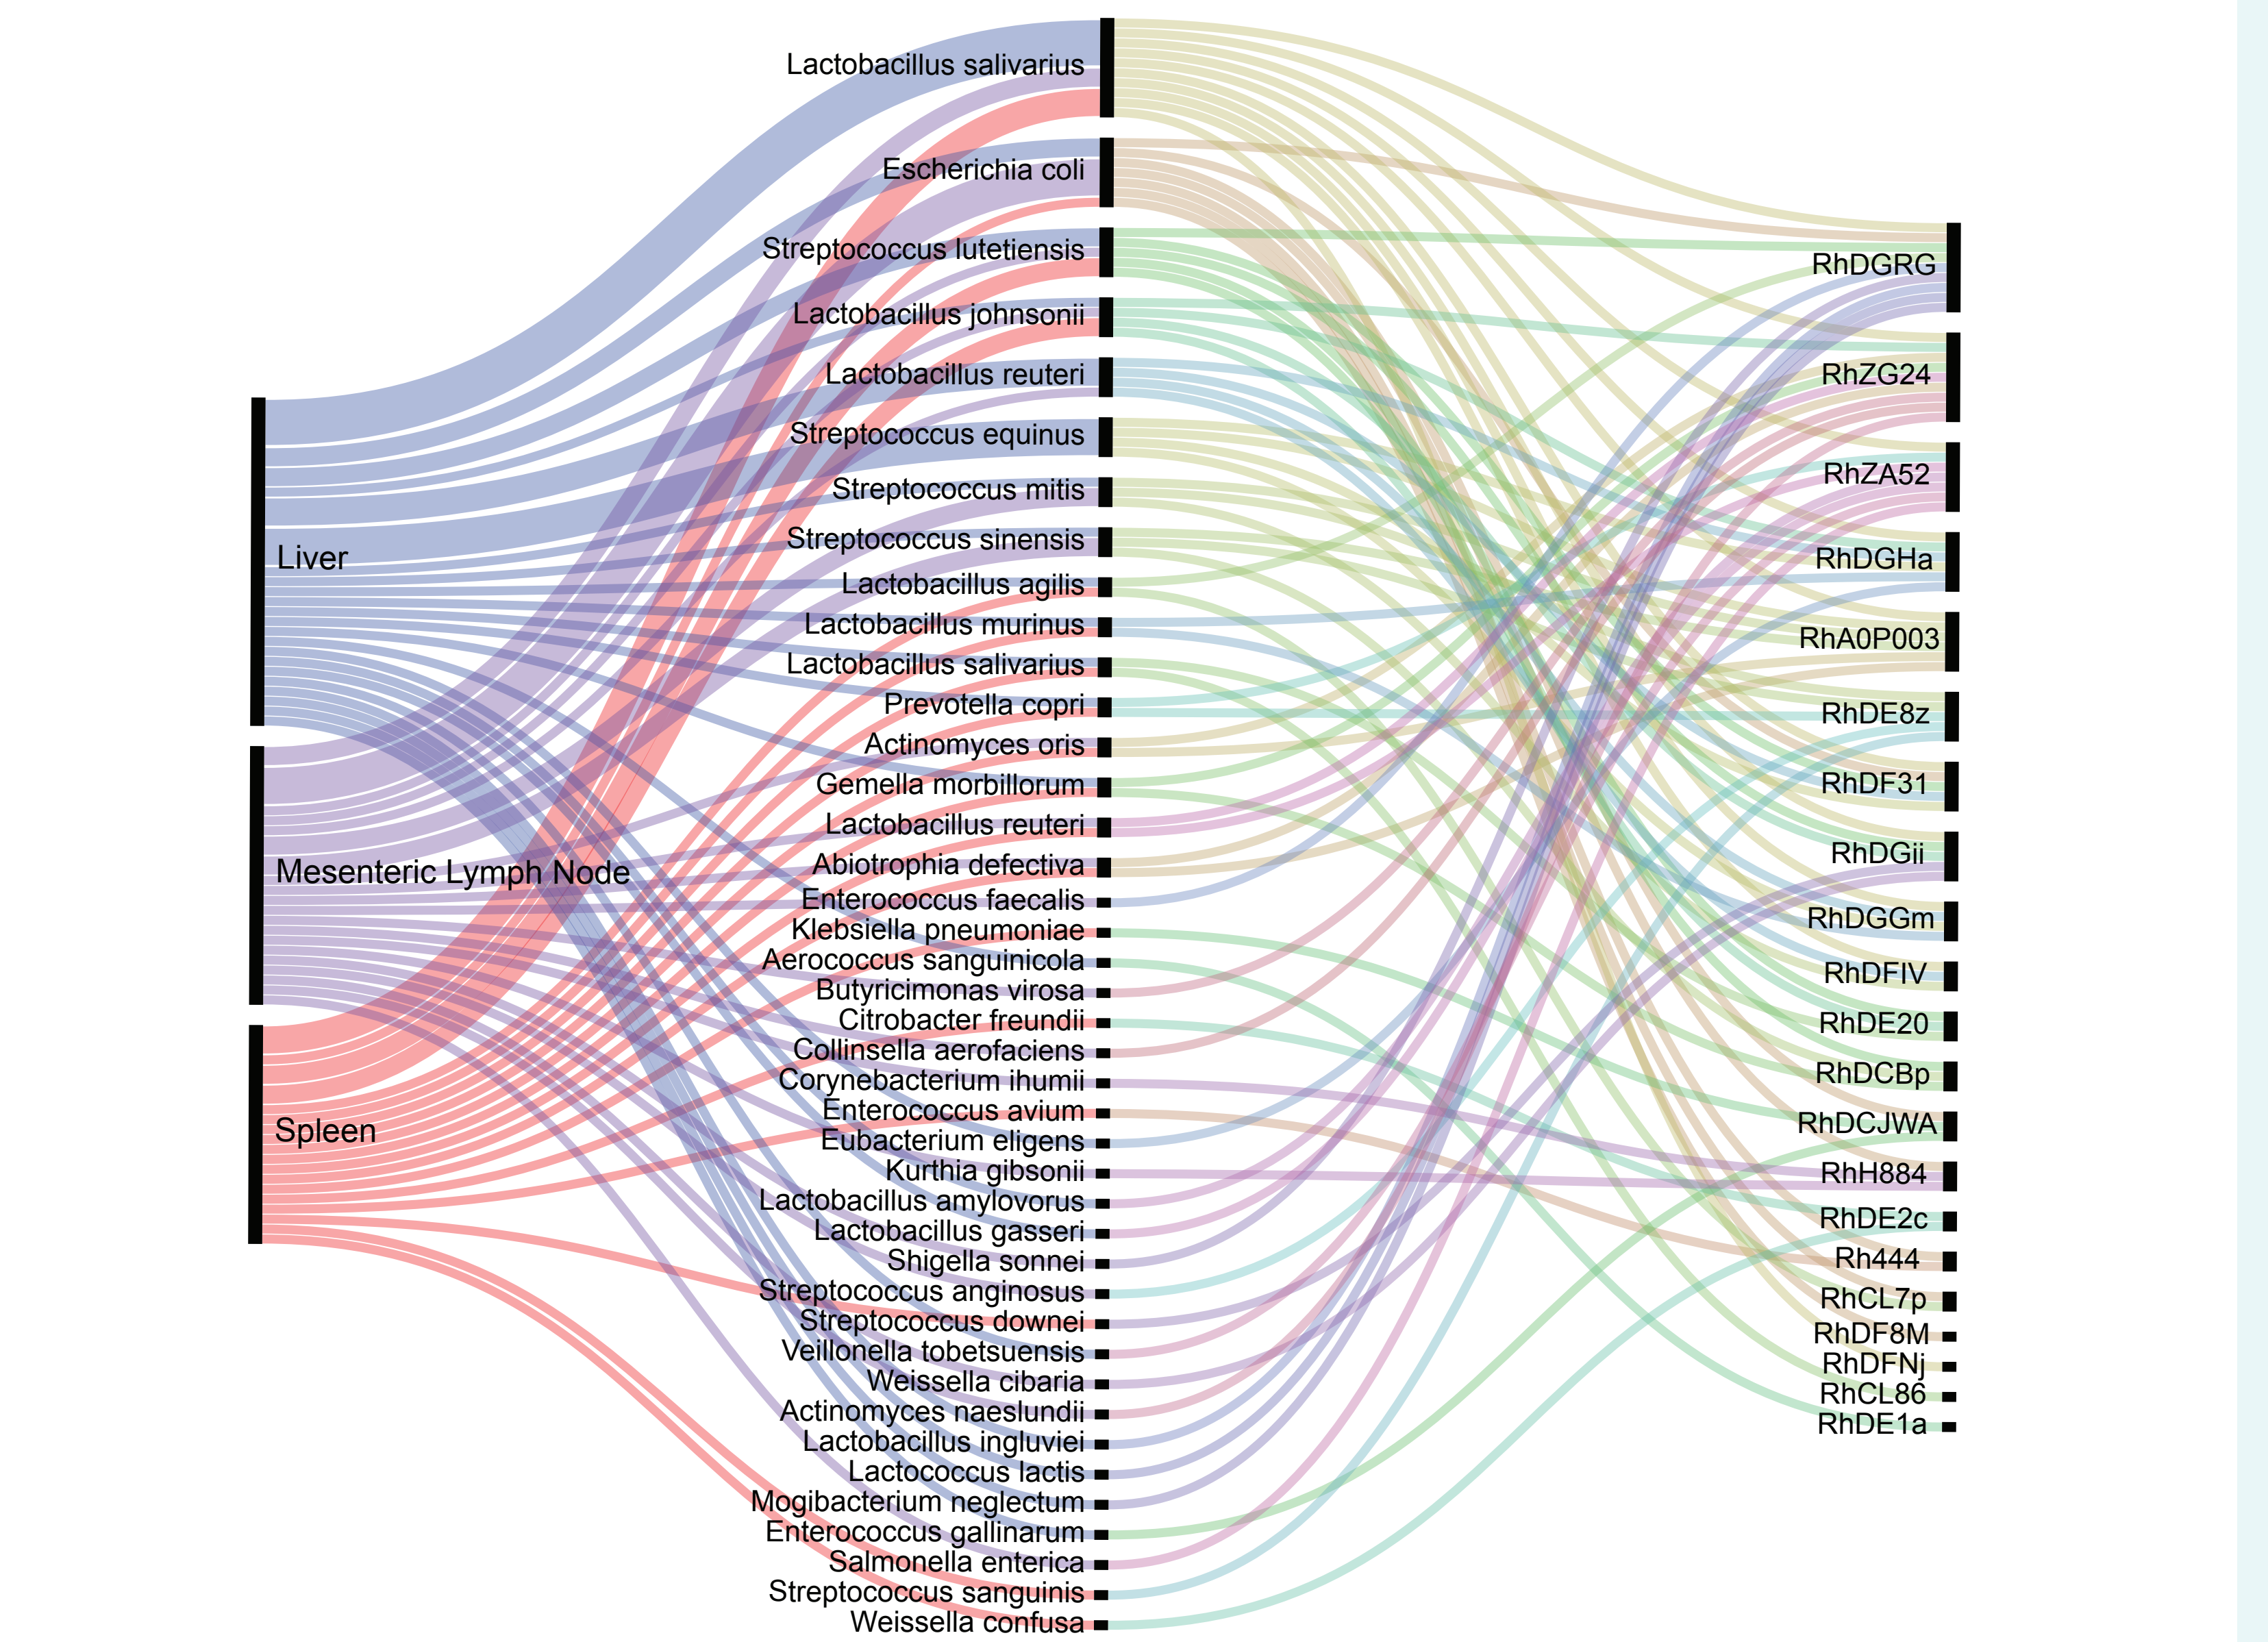 Liver
Mesenteric Lymph Node
Spleen
Lactobacillus salivarius
Escherichia coli
Streptococcus lutetiensis
Lactobacillus johnsonii
Lactobacillus reuteri
Streptococcus equinus
Streptococcus mitis
Streptococcus sinensis
Lactobacillus agilis
Lactobacillus murinus
Lactobacillus salivarius
Prevotella copri
Actinomyces oris
Gemella morbillorum
Lactobacillus reuteri
Abiotrophia defectiva
Enterococcus faecalis
Klebsiella pneumoniae
Aerococcus sanguinicola
Butyricimonas virosa
Citrobacter freundii
Collinsella aerofaciens
Corynebacterium ihumii
Enterococcus avium
Eubacterium eligens
Kurthia gibsonii
Lactobacillus amylovorus
Lactobacillus gasseri
Shigella sonnei
Streptococcus anginosus
Streptococcus downei
Veillonella tobetsuensis
Weissella cibaria
Actinomyces naeslundii
Lactobacillus ingluviei
Lactococcus lactis
Mogibacterium neglectum
Enterococcus gallinarum
Salmonella enterica
Streptococcus sanguinis
Weissella confusa
RhDGRG
RhZG24
RhZA52
RhDGHa
RhA0P003
RhDE8z
RhDF31
RhDGii
RhDGGm
RhDFIV
RhDE20
RhDCBp
RhDCJWA
RhH884
RhDE2c
Rh444
RhCL7p
RhDF8M
RhDFNj
RhCL86
RhDE1a